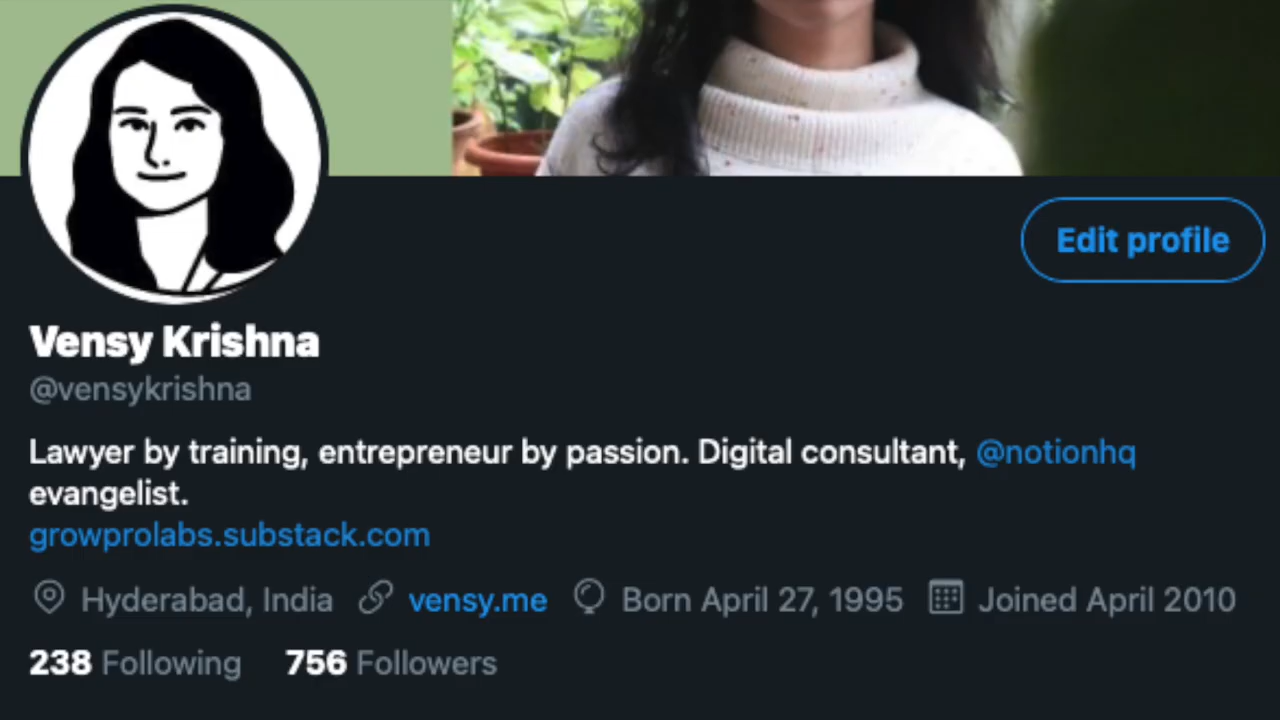 Edit profile
Vensy Krishna
@vensykrishna
Lawyer by training, entrepreneur by passion. Digital consultant, @notionhq
evangelist.
growprolabs.substack.com
Hyderabad, India vensy.me Born April 27, 1995 Joined April 2010
238 Following 756 Followers